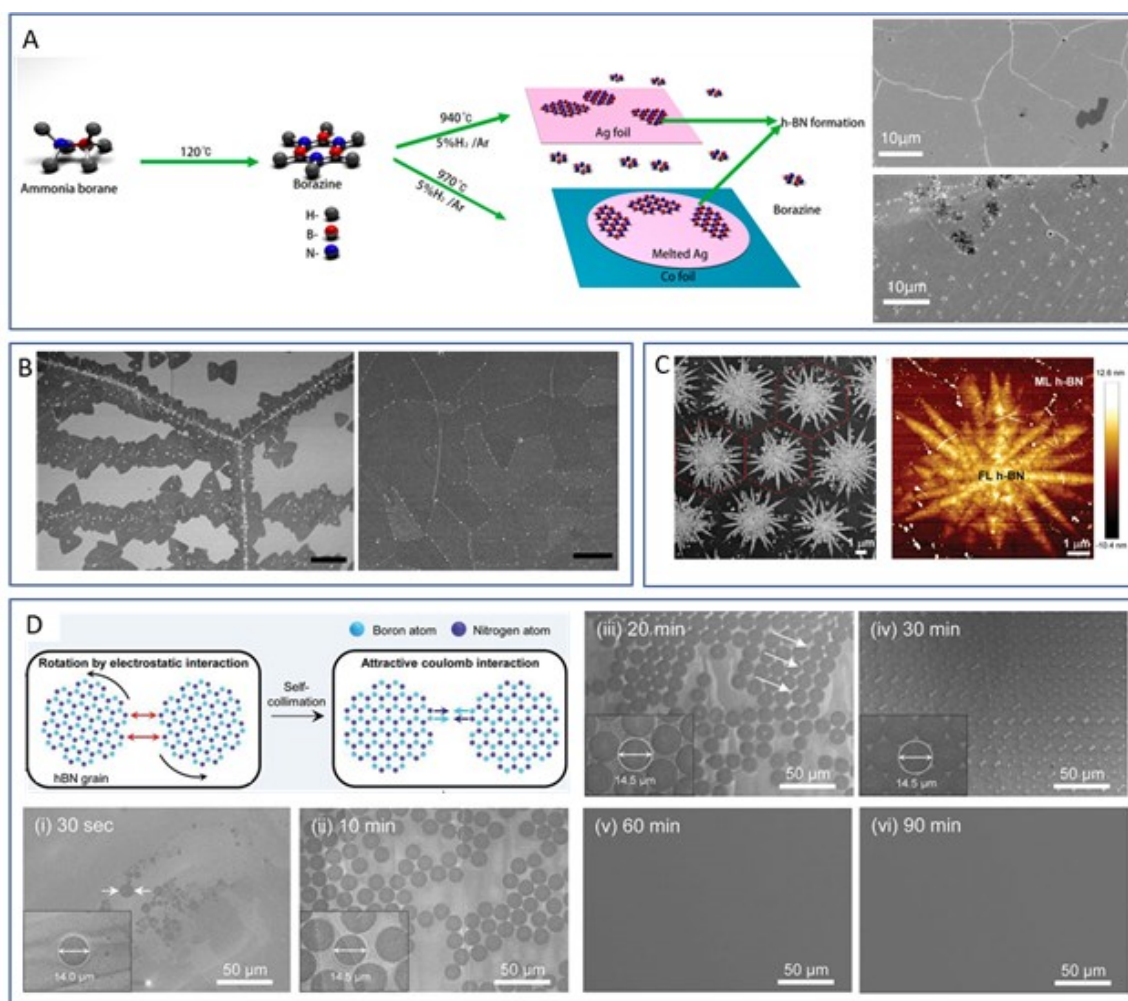 A
Ammonia borane
120℃
Borazine
H-
B-
N-
940℃
5%H₂ /Ar
970℃
5%H₂ /Ar
Ag foil
h-BN formation
Borazine
Melted Ag
Co foil
10μm
10μm
B
C
1 μm
ML h-BN
FL h-BN
1 μm
12.6 nm
-10.4 nm
D
Boron atom
Nitrogen atom
Rotation by electrostatic interaction
hBN grain
Self-
collimation
Attractive coulomb interaction
(iii) 20 min
14.5 μm
50 μm
(iv) 30 min
14.5 μm
50 μm
(i) 30 sec
14.0 μm
50 μm
(ii) 10 min
14.5 μm
50 μm
(v) 60 min
50 μm
(vi) 90 min
50 μm